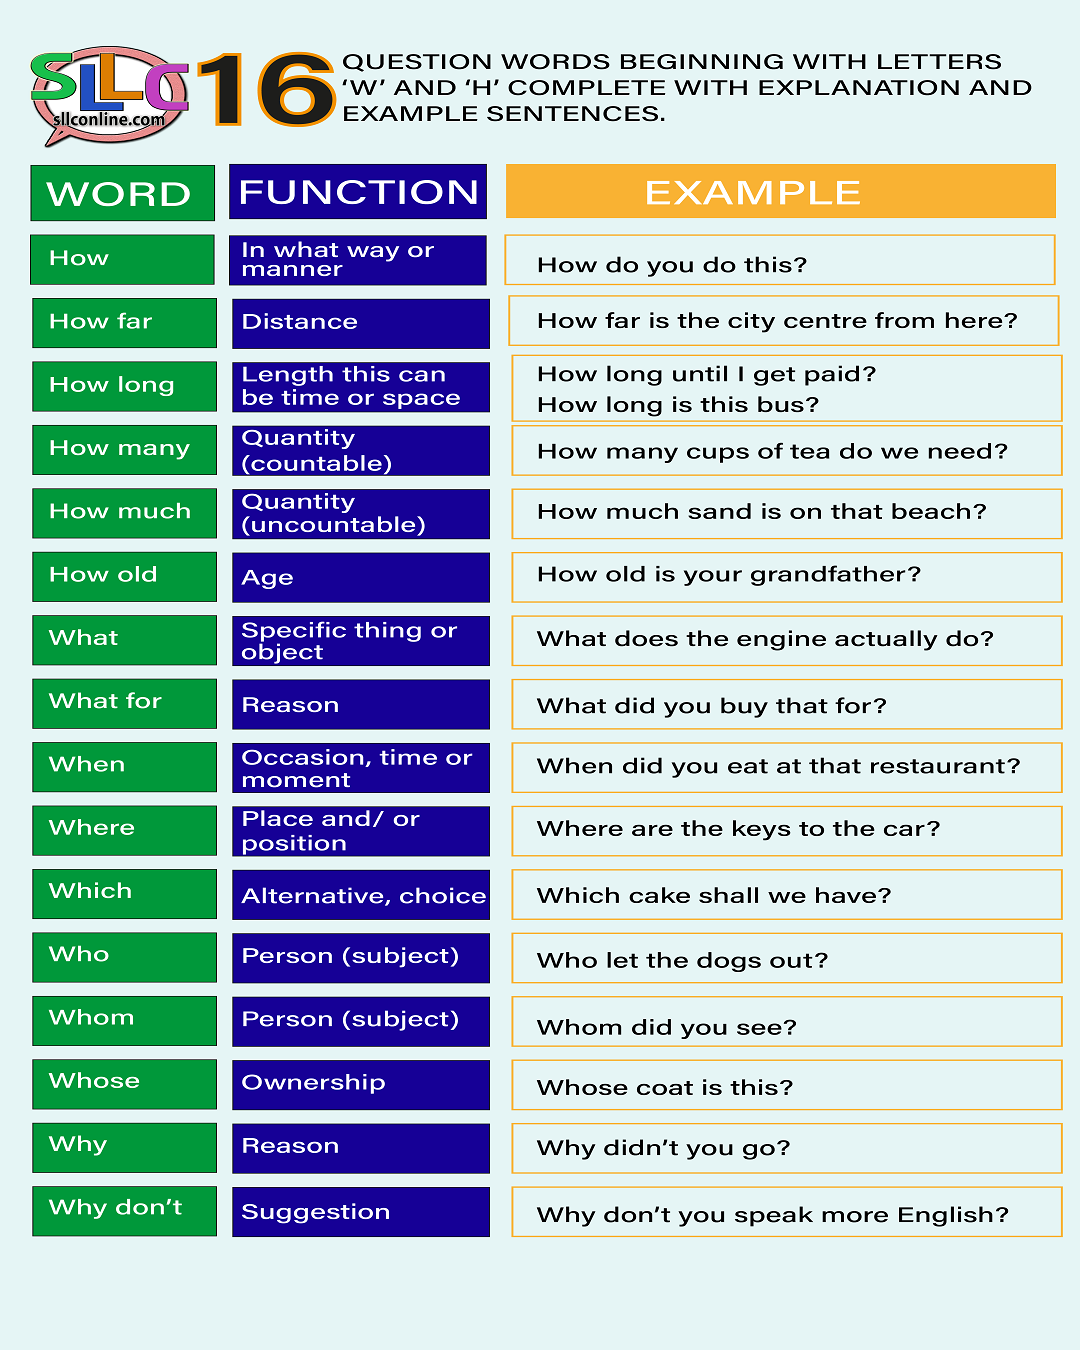 SLLC
sllconline.com
16
QUESTION WORDS BEGINNING WITH LETTERS
‘W’ AND ‘H’ COMPLETE WITH EXPLANATION AND
EXAMPLE SENTENCES.
WORD FUNCTION EXAMPLE
How
In what way or
manner
How do you do this?
How far
Distance
How far is the city centre from here?
How long
Length this can
be time or space
How long until I get paid?
How long is this bus?
How many
Quantity
(countable)
How many cups of tea do we need?
How much
Quantity
(uncountable)
How much sand is on that beach?
How old
Age
How old is your grandfather?
What
Specific thing or
object
What does the engine actually do?
What for
Reason
What did you buy that for?
When
Occasion, time or
moment
When did you eat at that restaurant?
Where
Place and/ or
position
Where are the keys to the car?
Which
Alternative, choice
Which cake shall we have?
Who
Person (subject)
Who let the dogs out?
Whom
Person (subject)
Whom did you see?
Whose
Ownership
Whose coat is this?
Why
Reason
Why didn’t you go?
Why don’t
Suggestion
Why don’t you speak more English?